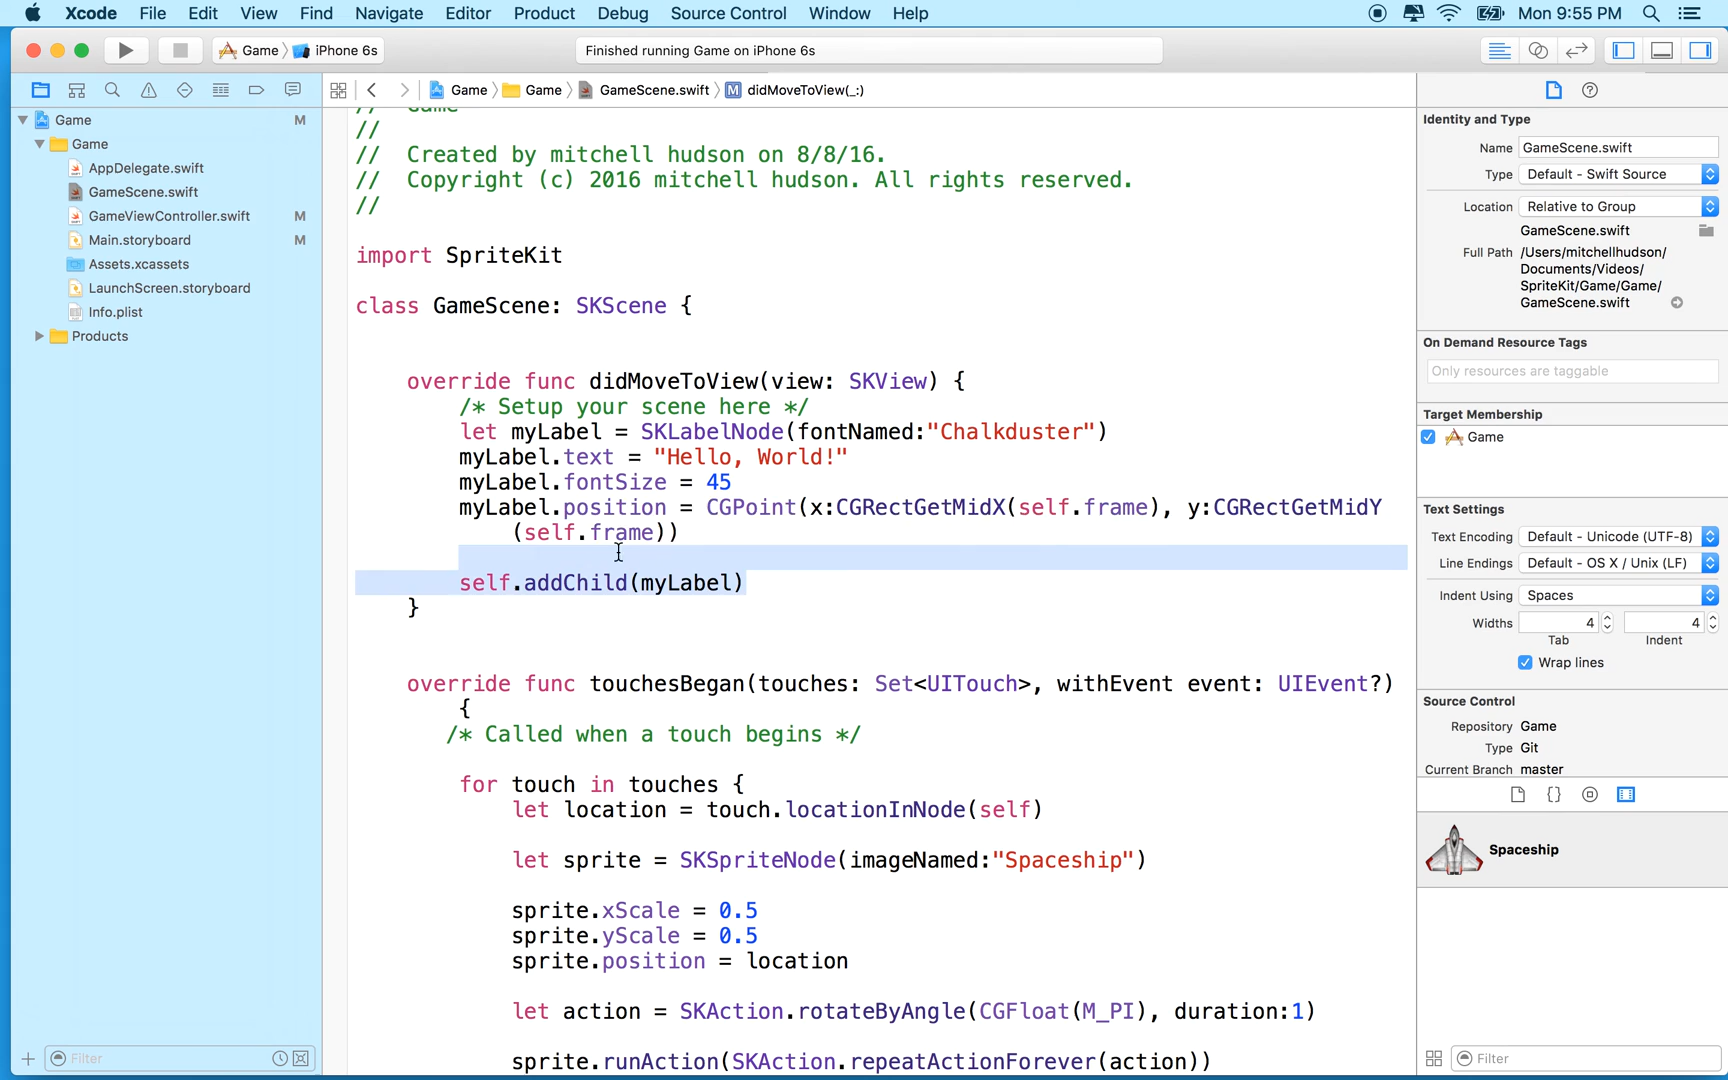 Xcode File Edit View Find Navigate Editor Product Debug Source Control Window Help Mon 9:55 PM
Game iPhone 6s Finished running Game on iPhone 6s
Game Game GameScene.swift M didMoveToView(_:)
Game M
Game
AppDelegate.swift
GameScene.swift
GameViewController.swift M
Main.storyboard M
Assets.xcassets
LaunchScreen.storyboard
Info.plist
Products
Filter
// Game
//
// Created by mitchell hudson on 8/8/16.
// Copyright (c) 2016 mitchell hudson. All rights reserved.
//
import SpriteKit
class GameScene: SKScene {
override func didMoveToView(view: SKView) {
/* Setup your scene here */
let myLabel = SKLabelNode(fontNamed:"Chalkduster")
myLabel.text = "Hello, World!"
myLabel.fontSize = 45
myLabel.position = CGPoint(x:CGRectGetMidX(self.frame), y:CGRectGetMidY
(self.frame))
self.addChild(myLabel)
}
override func touchesBegan(touches: Set<UITouch>, withEvent event: UIEvent?)
{
/* Called when a touch begins */
for touch in touches {
let location = touch.locationInNode(self)
let sprite = SKSpriteNode(imageNamed:"Spaceship")
sprite.xScale = 0.5
sprite.yScale = 0.5
sprite.position = location
let action = SKAction.rotateByAngle(CGFloat(M_PI), duration:1)
sprite.runAction(SKAction.repeatActionForever(action))
Identity and Type
Name GameScene.swift
Type Default - Swift Source
Location Relative to Group
GameScene.swift
Full Path /Users/mitchellhudson/
Documents/Videos/
SpriteKit/Game/Game/
GameScene.swift
On Demand Resource Tags
Only resources are taggable
Target Membership
Game
Text Settings
Text Encoding Default - Unicode (UTF-8)
Line Endings Default - OS X / Unix (LF)
Indent Using Spaces
Widths 4 4
Tab Indent
Wrap lines
Source Control
Repository Game
Type Git
Current Branch master
{}
Spaceship
Filter